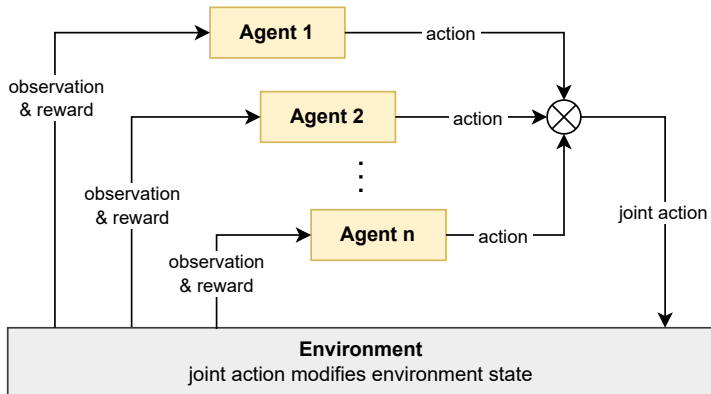 Agent 1
action
observation
& reward
Agent 2
action
observation
& reward
Agent n
action
joint action
observation
& reward
Environment
joint action modifies environment state